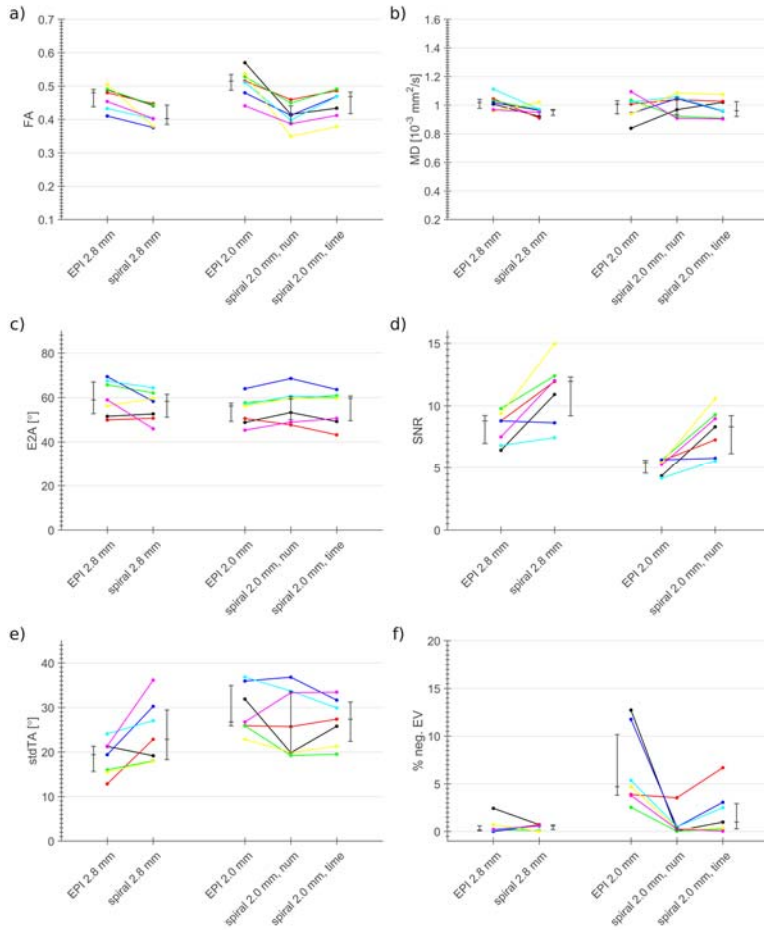 a)
FA
0.7
0.6
0.5
0.4
0.3
0.2
0.1
EPI 2.8 mm
spiral 2.8 mm
EPI 2.0 mm
spiral 2.0 mm, num
spiral 2.0 mm, time
b)
MD [10⁻³ mm²/s]
1.6
1.4
1.2
1
0.8
0.6
0.4
0.2
EPI 2.8 mm
spiral 2.8 mm
EPI 2.0 mm
spiral 2.0 mm, num
spiral 2.0 mm, time
c)
E2A [°]
80
60
40
20
0
EPI 2.8 mm
spiral 2.8 mm
EPI 2.0 mm
spiral 2.0 mm, num
spiral 2.0 mm, time
d)
SNR
15
10
5
0
EPI 2.8 mm
spiral 2.8 mm
EPI 2.0 mm
spiral 2.0 mm, num
e)
stdTA [°]
40
30
20
10
0
EPI 2.8 mm
spiral 2.8 mm
EPI 2.0 mm
spiral 2.0 mm, num
spiral 2.0 mm, time
f)
% neg. EV
20
15
10
5
0
EPI 2.8 mm
spiral 2.8 mm
EPI 2.0 mm
spiral 2.0 mm, num
spiral 2.0 mm, time